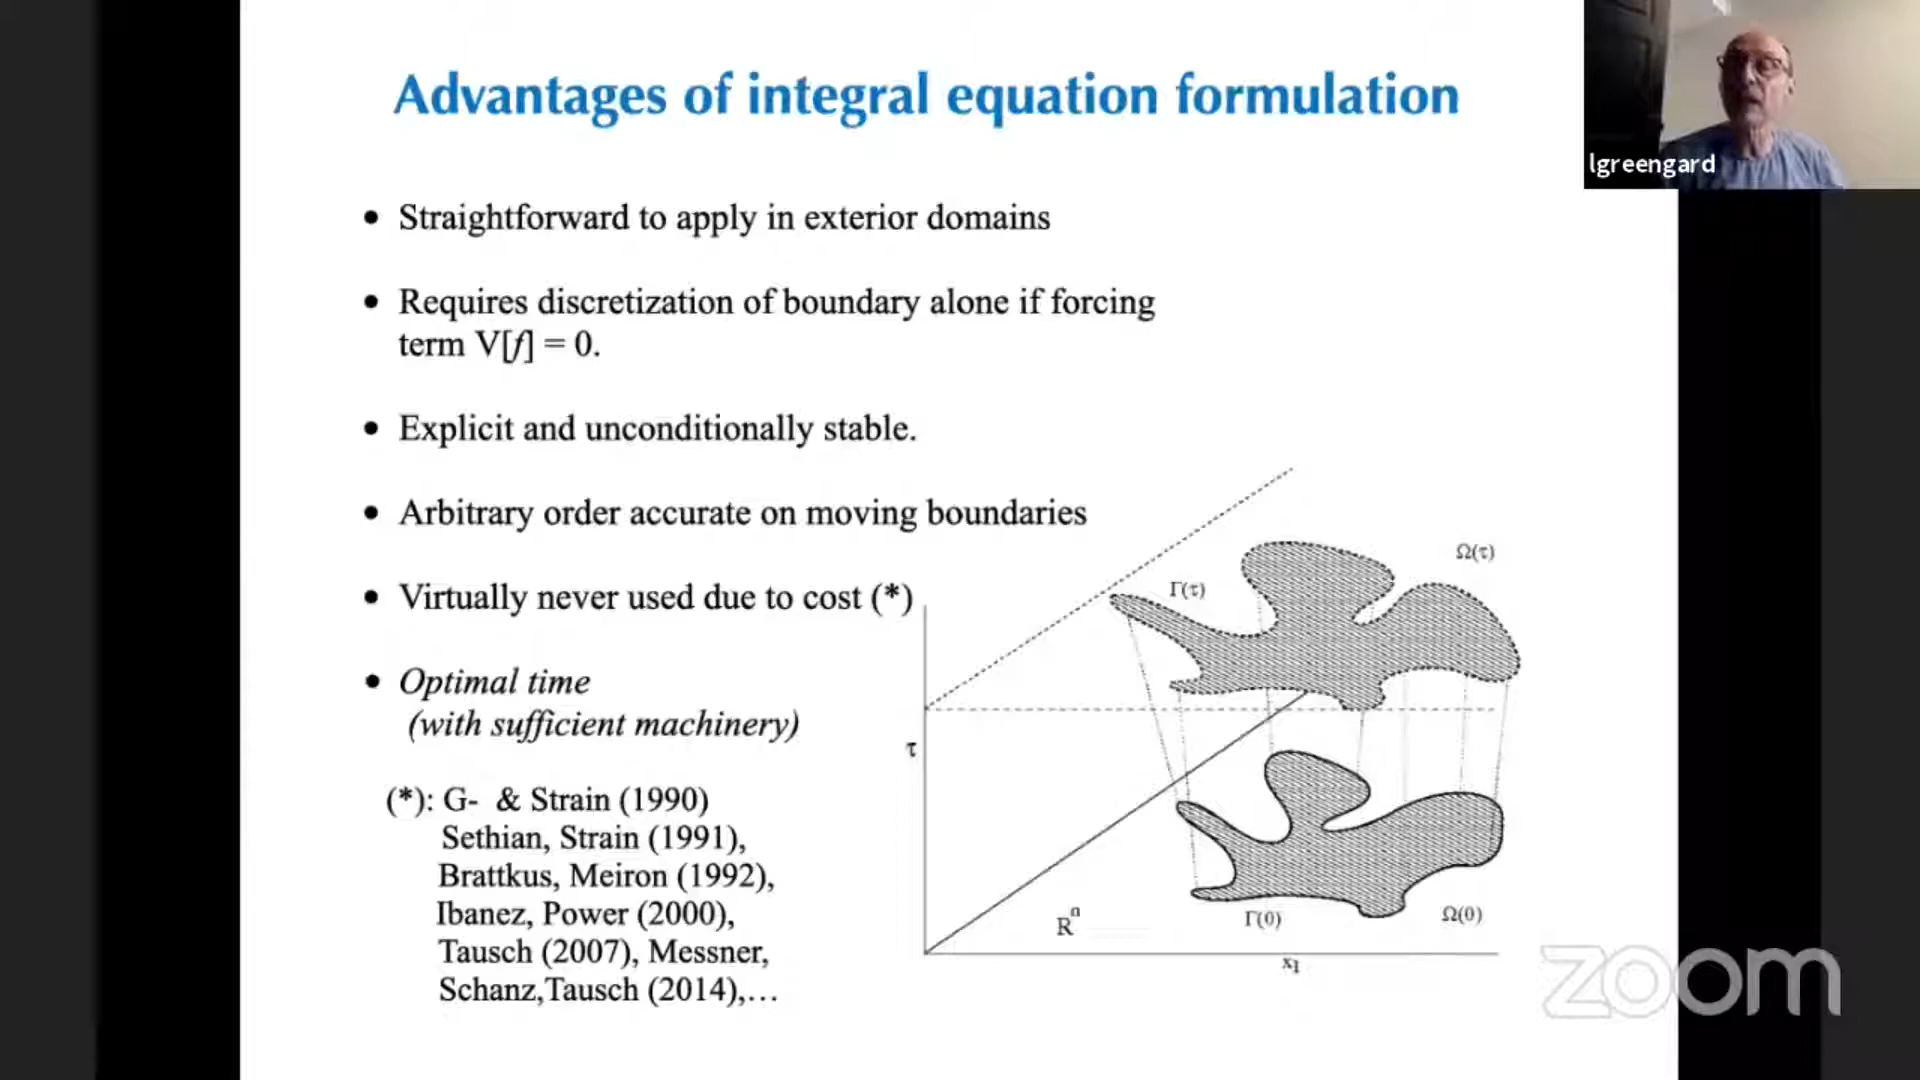 Advantages of integral equation formulation
lgreengard
• Straightforward to apply in exterior domains
• Requires discretization of boundary alone if forcing
term V[f] = 0.
• Explicit and unconditionally stable.
• Arbitrary order accurate on moving boundaries
• Virtually never used due to cost (*)
• Optimal time
(with sufficient machinery)
(*): G- & Strain (1990)
Sethian, Strain (1991),
Brattkus, Meiron (1992),
Ibanez, Power (2000),
Tausch (2007), Messner,
Schanz,Tausch (2014),…
Ω(τ)
Γ(τ)
τ
Rⁿ
Γ(0)
Ω(0)
x₁
zoom